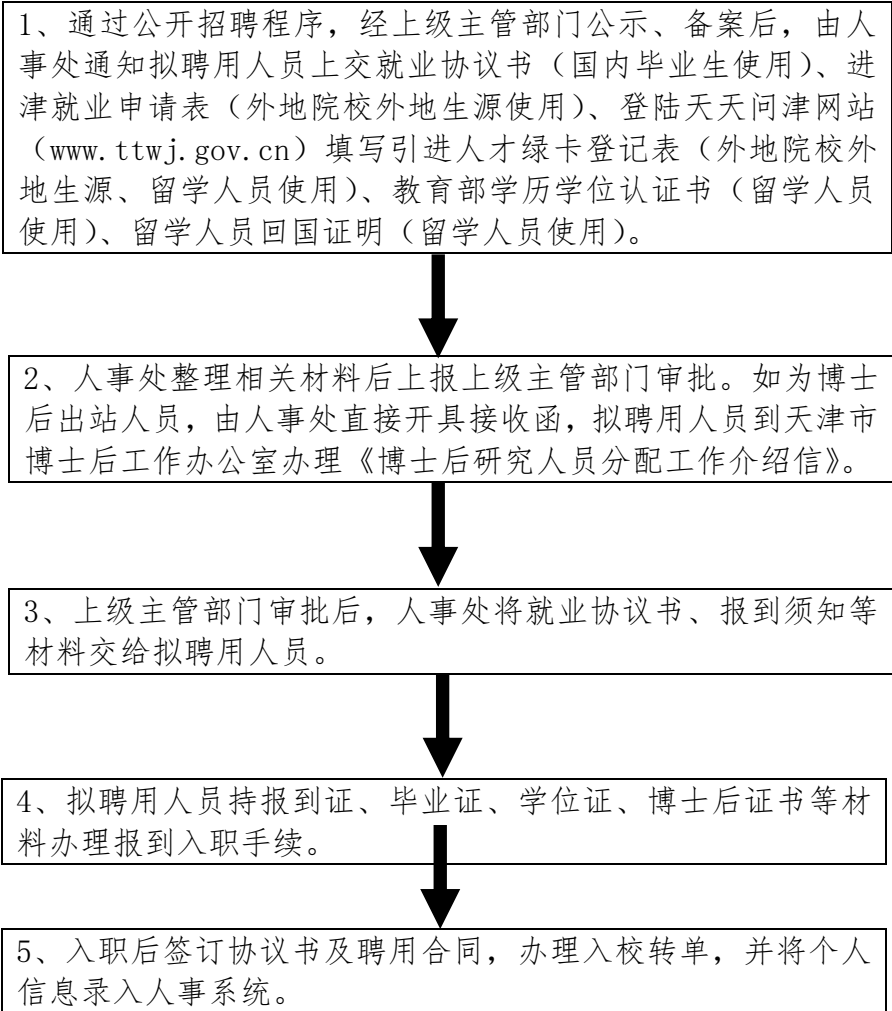 1、通过公开招聘程序，经上级主管部门公示、备案后，由人
事处通知拟聘用人员上交就业协议书（国内毕业生使用）、进
津就业申请表（外地院校外地生源使用）、登陆天天问津网站
（www.ttwj.gov.cn）填写引进人才绿卡登记表（外地院校外
地生源、留学人员使用）、教育部学历学位认证书（留学人员
使用）、留学人员回国证明（留学人员使用）。
2、人事处整理相关材料后上报上级主管部门审批。如为博士
后出站人员，由人事处直接开具接收函，拟聘用人员到天津市
博士后工作办公室办理《博士后研究人员分配工作介绍信》。
3、上级主管部门审批后，人事处将就业协议书、报到须知等
材料交给拟聘用人员。
4、拟聘用人员持报到证、毕业证、学位证、博士后证书等材
料办理报到入职手续。
5、入职后签订协议书及聘用合同，办理入校转单，并将个人
信息录入人事系统。